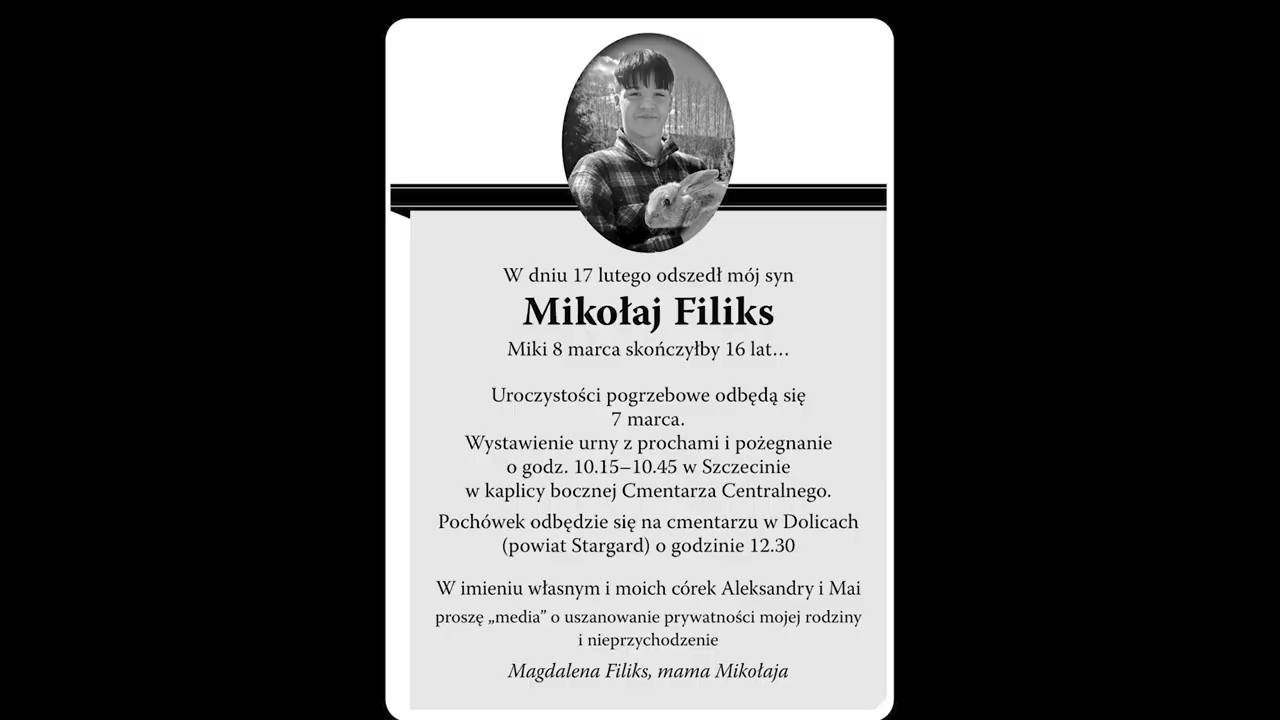 W dniu 17 lutego odszedł mój syn
Mikołaj Filiks
Miki 8 marca skończyłby 16 lat…
Uroczystości pogrzebowe odbędą się
7 marca.
Wystawienie urny z prochami i pożegnanie
o godz. 10.15–10.45 w Szczecinie
w kaplicy bocznej Cmentarza Centralnego.
Pochówek odbędzie się na cmentarzu w Dolicach
(powiat Stargard) o godzinie 12.30
W imieniu własnym i moich córek Aleksandry i Mai
proszę „media” o uszanowanie prywatności mojej rodziny
i nieprzychodzenie
Magdalena Filiks, mama Mikołaja